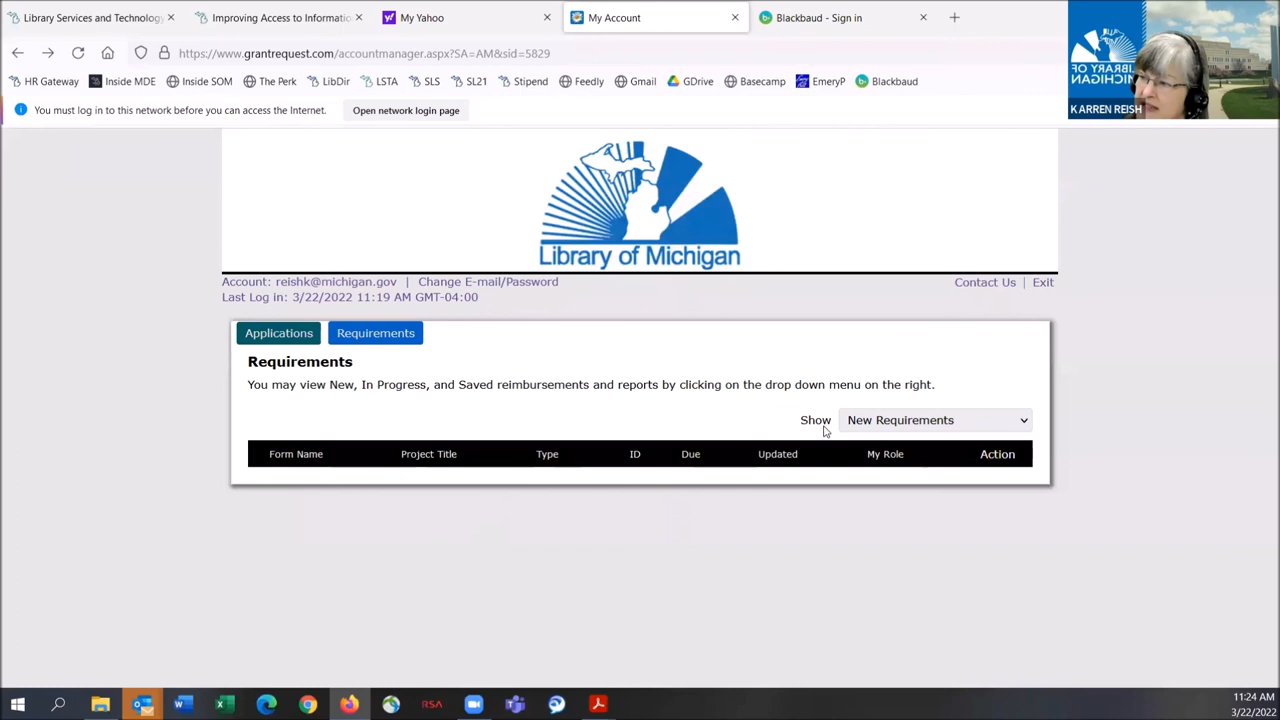 Library Services and Technology
Improving Access to Informatio
My Yahoo
My Account
Blackbaud - Sign in
https://www.grantrequest.com/accountmanager.aspx?SA=AM&sid=5829
HR Gateway
Inside MDE
Inside SOM
The Perk
LibDir
LSTA
SLS
SL21
Stipend
Feedly
Gmail
GDrive
Basecamp
EmeryP
Blackbaud
You must log in to this network before you can access the Internet.
Open network login page
LIBRARY OF
MICHIGAN
KARREN REISH
Library of Michigan
Account: reishk@michigan.gov | Change E-mail/Password
Contact Us | Exit
Last Log in: 3/22/2022 11:19 AM GMT-04:00
Applications
Requirements
Requirements
You may view New, In Progress, and Saved reimbursements and reports by clicking on the drop down menu on the right.
Show
New Requirements
Form Name
Project Title
Type
ID
Due
Updated
My Role
Action
RSA
11:24 AM
3/22/2022